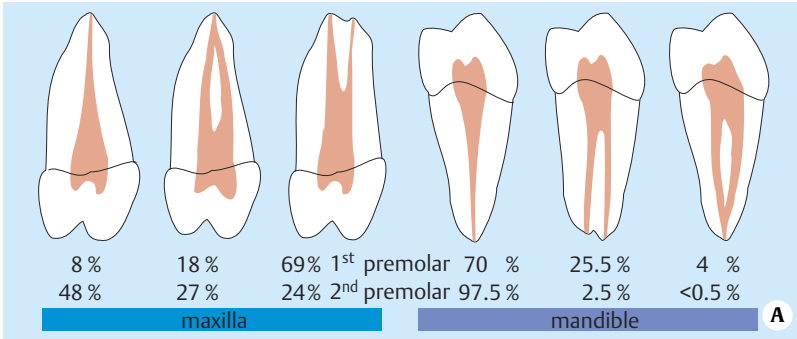 8 % 18 % 69% 1st premolar 70 % 25.5 % 4 %
48 % 27 % 24% 2nd premolar 97.5 % 2.5 % <0.5 %
maxilla mandible A